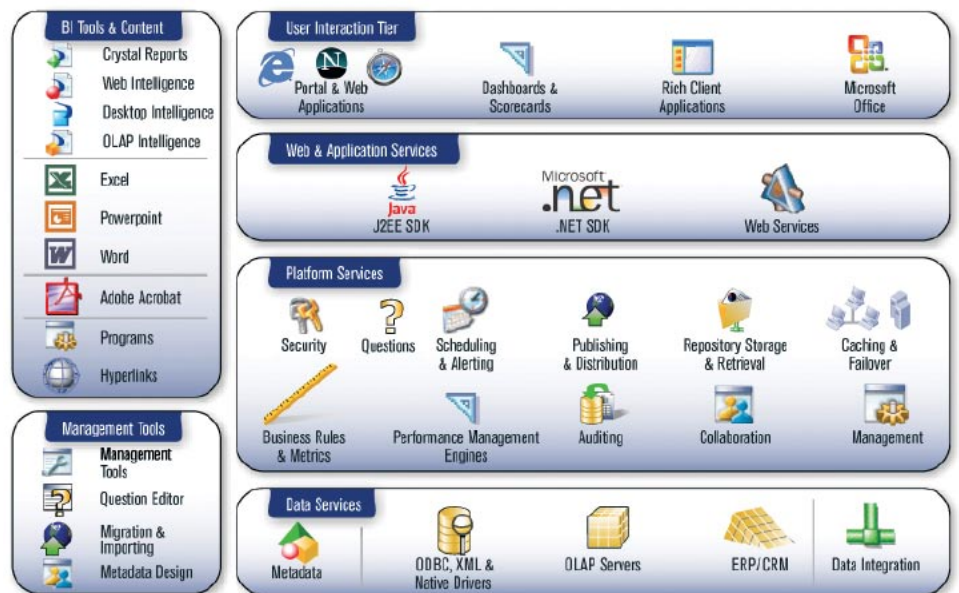 BI Tools & Content
Crystal Reports
Web Intelligence
Desktop Intelligence
OLAP Intelligence
Excel
Powerpoint
Word
Adobe Acrobat
Programs
Hyperlinks
Management Tools
Management
Tools
Question Editor
Migration &
Importing
Metadata Design
User Interaction Tier
Portal & Web
Applications
Dashboards &
Scorecards
Rich Client
Applications
Microsoft
Office
Web & Application Services
Java
J2EE SDK
Microsoft
.net
.NET SDK
Web Services
Platform Services
Security
Questions
Scheduling
& Alerting
Publishing
& Distribution
Repository Storage
& Retrieval
Caching &
Failover
Business Rules
& Metrics
Performance Management
Engines
Auditing
Collaboration
Management
Data Services
Metadata
ODBC, XML &
Native Drivers
OLAP Servers
ERP/CRM
Data Integration